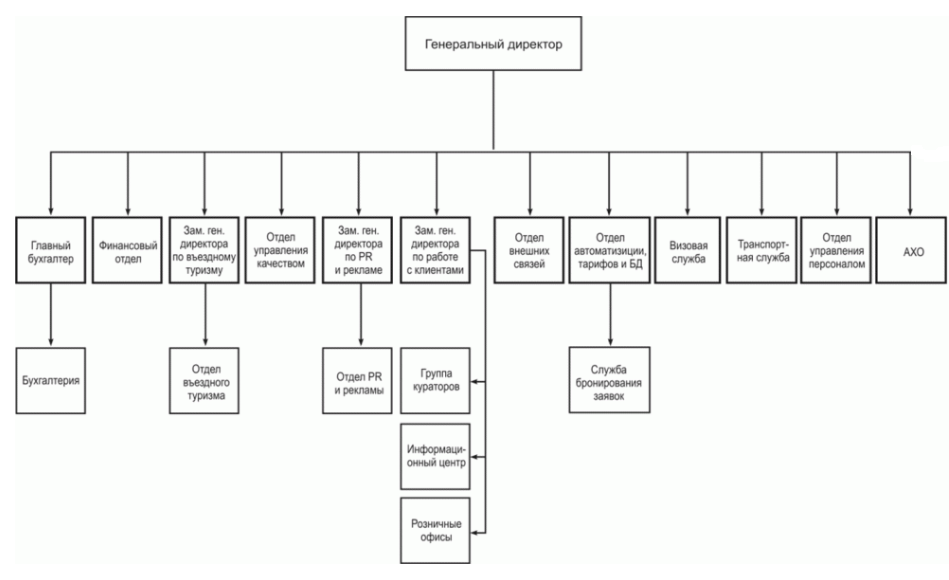 Генеральный директор
Главный
бухгалтер
Финансовый
отдел
Зам. ген.
директора
по въездному
туризму
Отдел
управления
качеством
Зам. ген.
директора
по PR
и рекламе
Зам. ген.
директора
по работе
с клиентами
Отдел
внешних
связей
Отдел
автоматизиции,
тарифов и БД
Визовая
служба
Транспорт-
ная служба
Отдел
управления
персоналом
АХО
Бухгалтерия
Отдел
въездного
туризма
Отдел PR
и рекламы
Группа
кураторов
Служба
бронирования
заявок
Информаци-
онный центр
Розничные
офисы